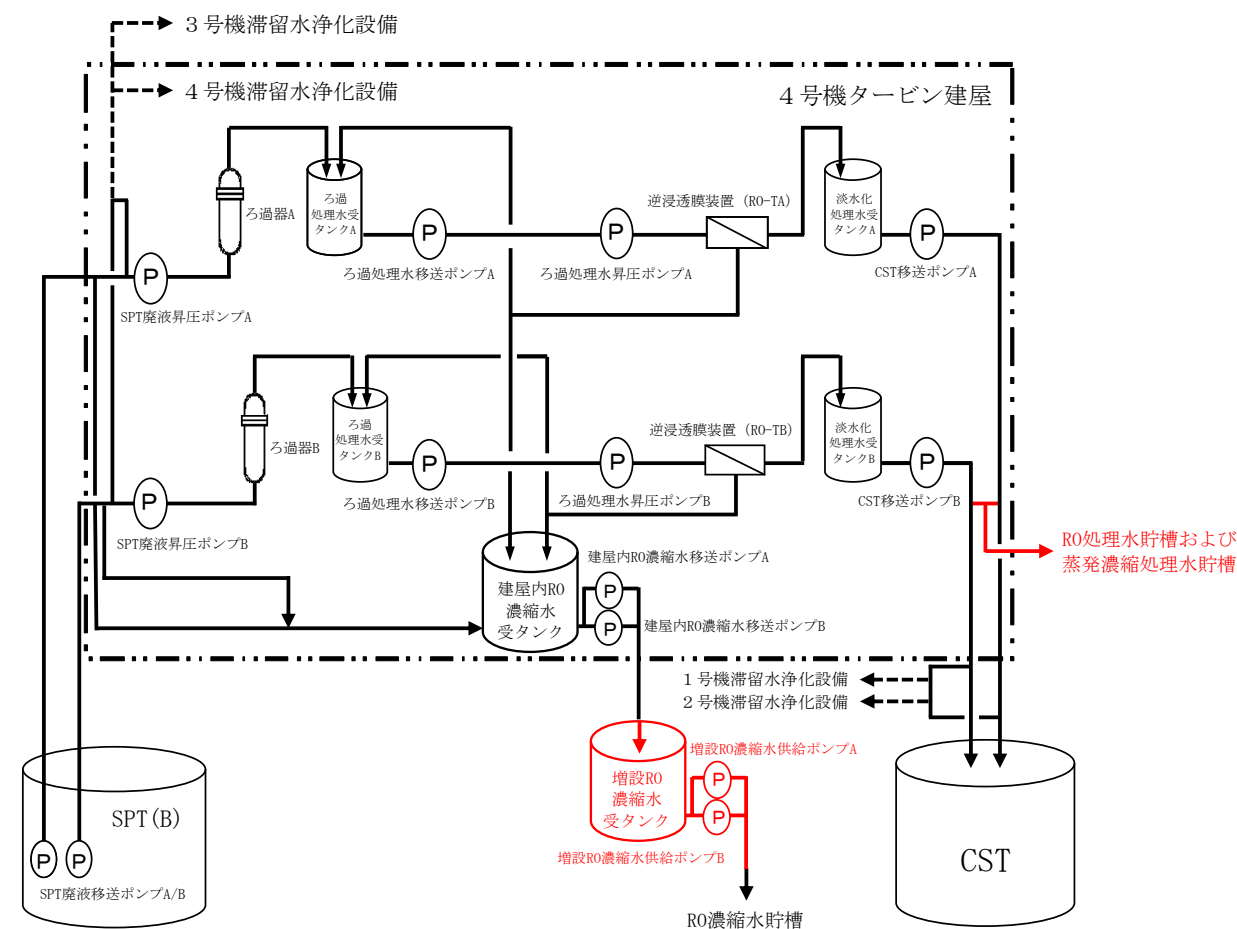 ３号機滞留水浄化設備
４号機滞留水浄化設備
４号機タービン建屋
ろ過器A
ろ過
処理水受
タンクA
逆浸透膜装置 (RO-TA)
淡水化
処理水受
タンクA
P
P
P
P
SPT廃液昇圧ポンプA
ろ過処理水移送ポンプA
ろ過処理水昇圧ポンプA
CST移送ポンプA
ろ過器B
ろ過
処理水受
タンクB
逆浸透膜装置 (RO-TB)
淡水化
処理水受
タンクB
P
P
P
P
SPT廃液昇圧ポンプB
ろ過処理水移送ポンプB
ろ過処理水昇圧ポンプB
CST移送ポンプB
RO処理水貯槽および
蒸発濃縮処理水貯槽
建屋内RO濃縮水移送ポンプA
建屋内RO
濃縮水
受タンク
P
P
建屋内RO濃縮水移送ポンプB
１号機滞留水浄化設備
２号機滞留水浄化設備
増設RO濃縮水供給ポンプA
増設RO
濃縮水
受タンク
P
P
増設RO濃縮水供給ポンプB
SPT(B)
P
P
SPT廃液移送ポンプA/B
CST
RO濃縮水貯槽